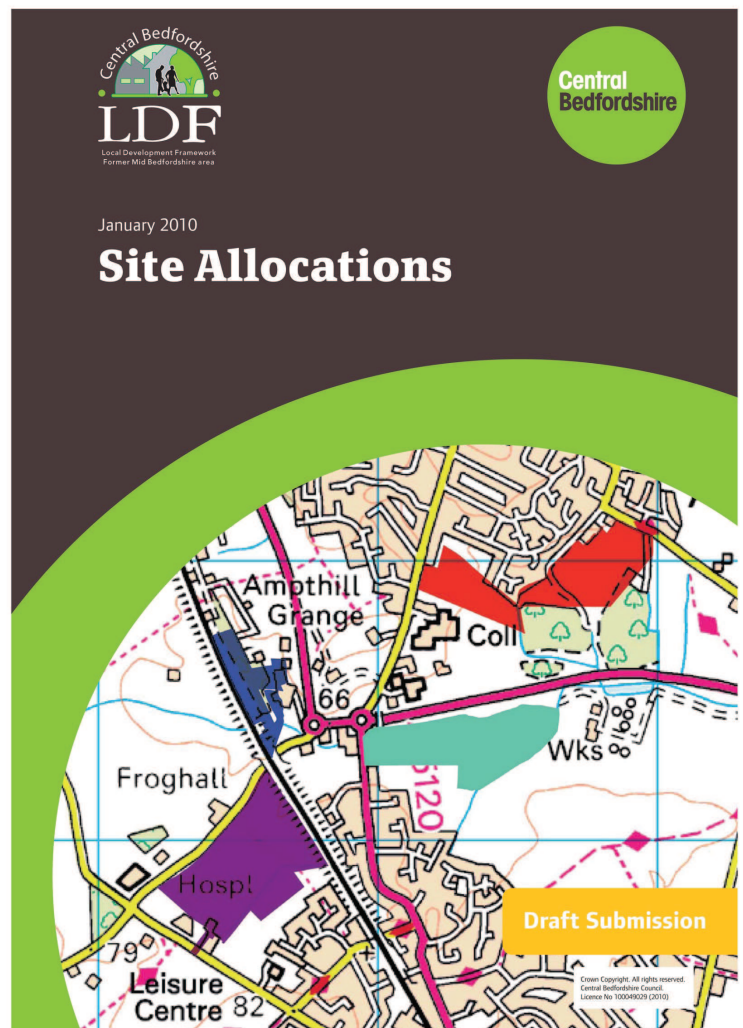 Central Bedfordshire
LDF
Local Development Framework
Former Mid Bedfordshire area
Central
Bedfordshire
January 2010
Site Allocations
Ampthill
Grange
Coll
66
Wks
Froghall
5120
Hospl
Draft Submission
79
Leisure
Centre 82
Crown Copyright. All rights reserved.
Central Bedfordshire Council.
Licence No 100049029 (2010)